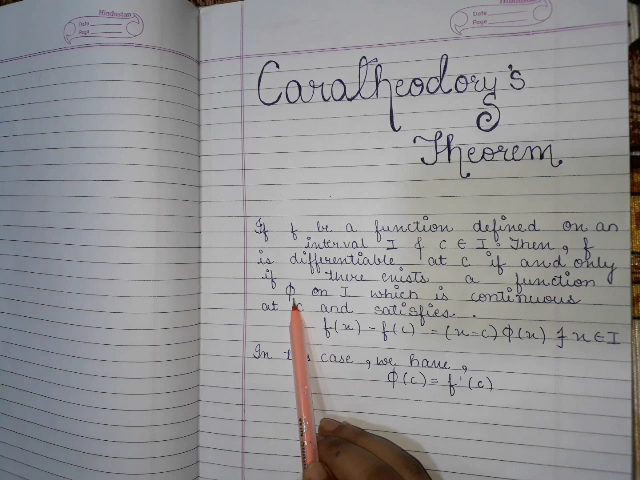 Hindustan
Date
Page
Hindustan
Date
Page
Caratheodory's
Theorem
If f be a function defined on an
interval I & c ∈ I. Then, f
is differentiable at c if and only
if there exists a function
ϕ on I which is continuous
at c and satisfies.
f(x) - f(c) = (x-c) ϕ(x) ∀ x ∈ I
In this case, we have,
ϕ(c) = f'(c)